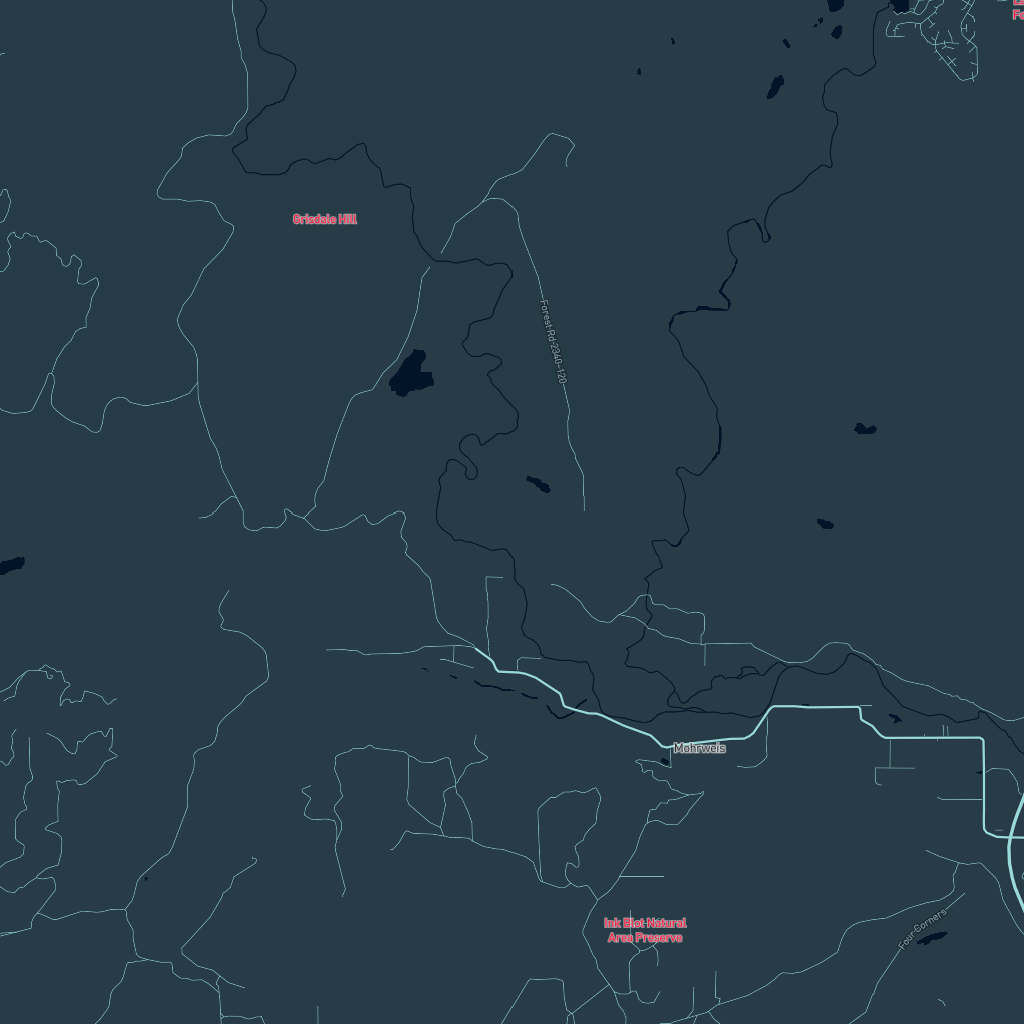 Grisdale Hill
Forest Rd 2340-120
Mohrweis
Ink Blot Natural
Area Preserve
Four Corners